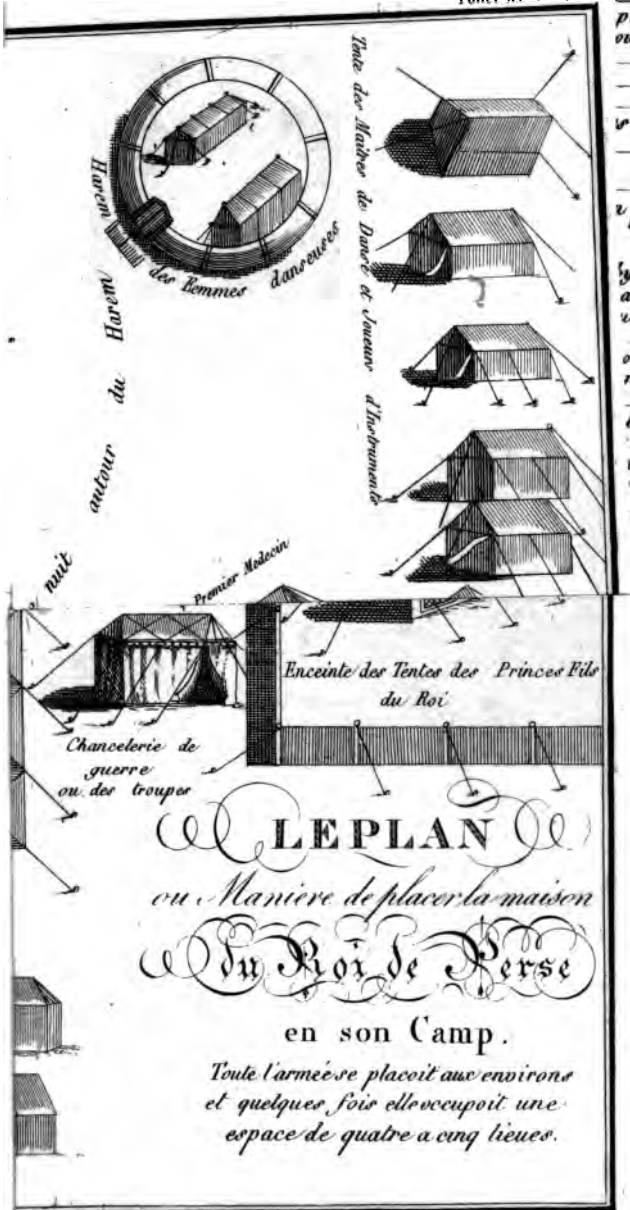 Tente des Maitres de Danse et Joueurs d'Instruments
Harem des Femmes danseuses
nuit autour du Harem
Premier Medecin
Enceinte des Tentes des Princes Fils
du Roi
Chancelerie de
guerre
ou des troupes
LE PLAN
ou Maniere de placer la maison
du Roi de Perse
en son Camp.
Toute l'armée se placoit aux environs
et quelques fois elle occupoit une
espace de quatre a cinq lieues.